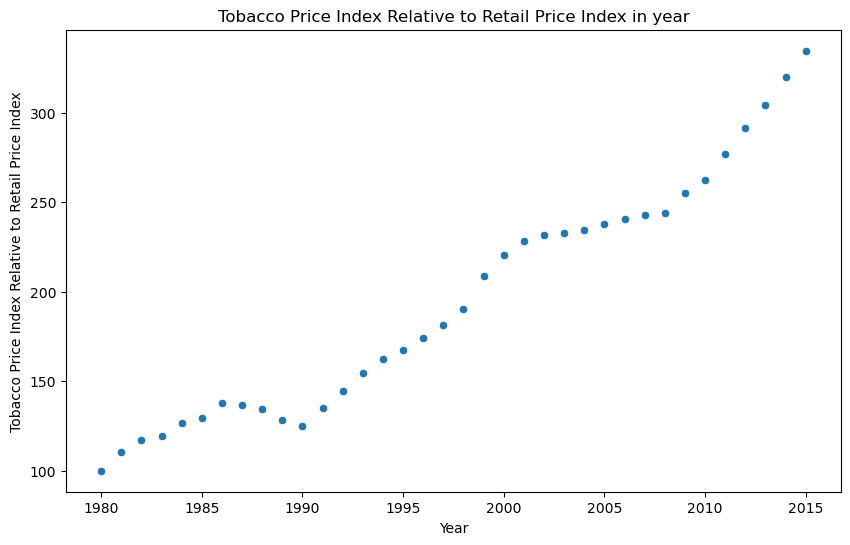 Tobacco Price Index Relative to Retail Price Index in year
Tobacco Price Index Relative to Retail Price Index
300
250
200
150
100
1980 1985 1990 1995 2000 2005 2010 2015
Year